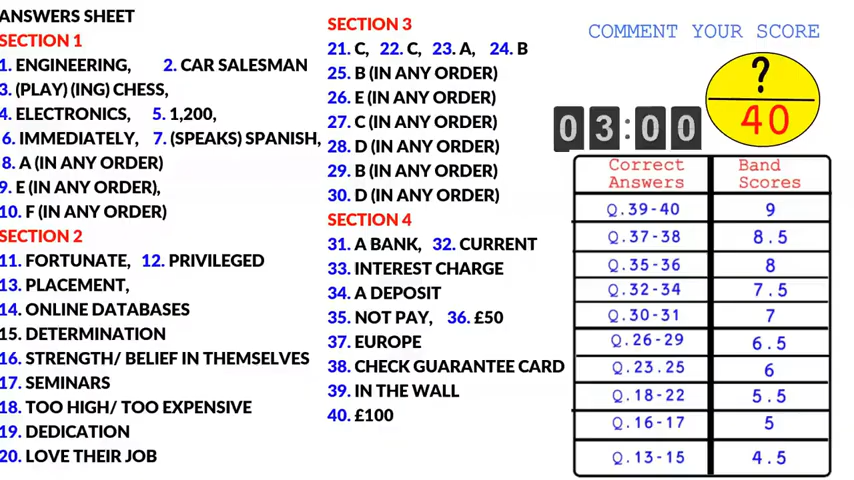 ANSWERS SHEET
SECTION 1
1. ENGINEERING, 2. CAR SALESMAN
3. (PLAY) (ING) CHESS,
4. ELECTRONICS, 5. 1,200,
6. IMMEDIATELY, 7. (SPEAKS) SPANISH,
8. A (IN ANY ORDER)
9. E (IN ANY ORDER),
10. F (IN ANY ORDER)
SECTION 2
11. FORTUNATE, 12. PRIVILEGED
13. PLACEMENT,
14. ONLINE DATABASES
15. DETERMINATION
16. STRENGTH/ BELIEF IN THEMSELVES
17. SEMINARS
18. TOO HIGH/ TOO EXPENSIVE
19. DEDICATION
20. LOVE THEIR JOB
SECTION 3
21. C, 22. C, 23. A, 24. B
25. B (IN ANY ORDER)
26. E (IN ANY ORDER)
27. C (IN ANY ORDER)
28. D (IN ANY ORDER)
29. B (IN ANY ORDER)
30. D (IN ANY ORDER)
SECTION 4
31. A BANK, 32. CURRENT
33. INTEREST CHARGE
34. A DEPOSIT
35. NOT PAY, 36. £50
37. EUROPE
38. CHECK GUARANTEE CARD
39. IN THE WALL
40. £100
COMMENT YOUR SCORE
?
40
03:00
Correct Answers Band Scores
Q.39-40 9
Q.37-38 8.5
Q.35-36 8
Q.32-34 7.5
Q.30-31 7
Q.26-29 6.5
Q.23.25 6
Q.18-22 5.5
Q.16-17 5
Q.13-15 4.5